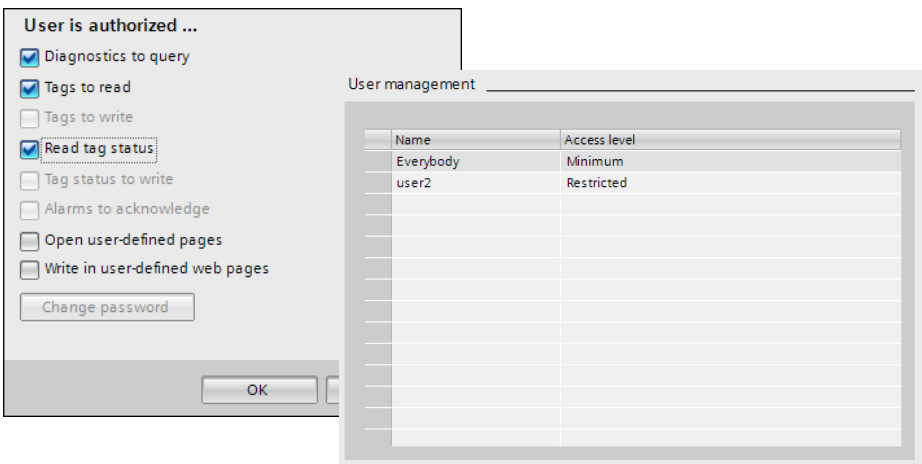 User is authorized ...
Diagnostics to query
Tags to read
Tags to write
Read tag status
Tag status to write
Alarms to acknowledge
Open user-defined pages
Write in user-defined web pages
Change password
OK
User management
Name Access level
Everybody Minimum
user2 Restricted